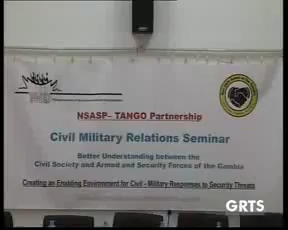 NSASP– TANGO Partnership
Civil Military Relations Seminar
Better Understanding between the
Civil Society and Armed and Security Forces of the Gambia
Creating an Enabling Environment for Civil - Military Responses to Security Threats
GRTS